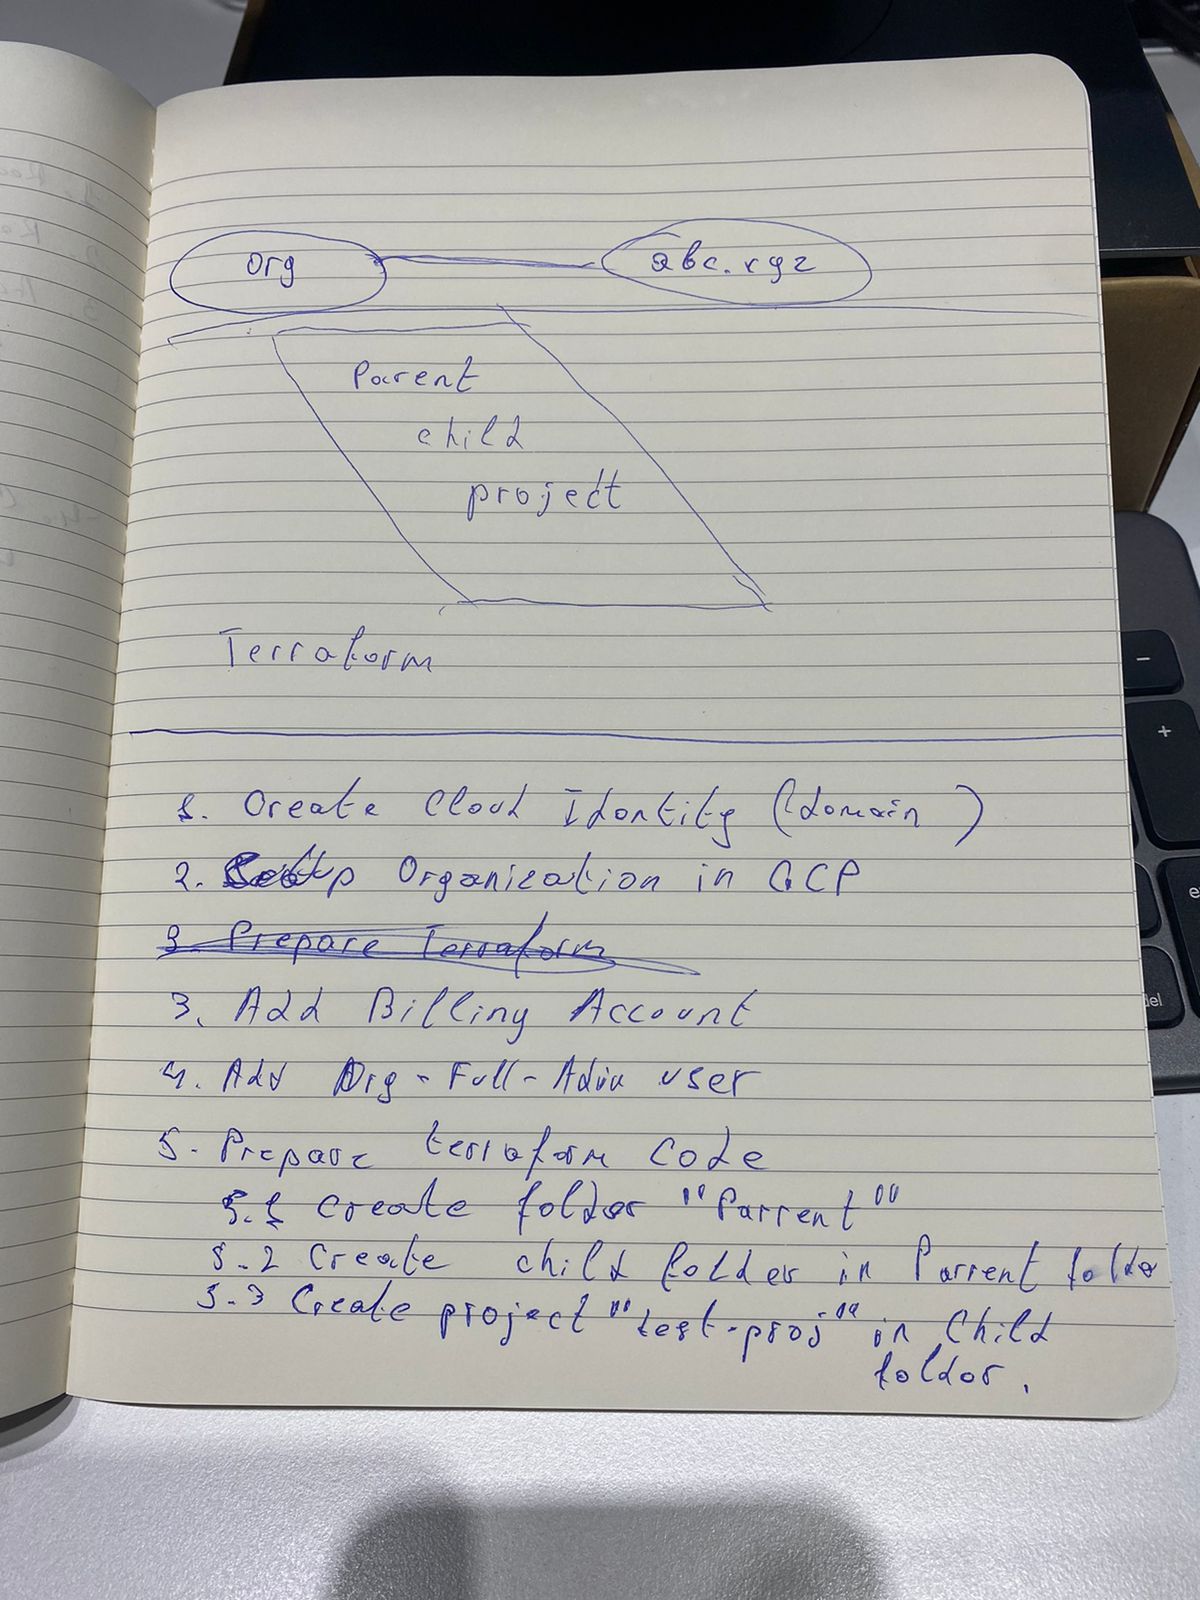 Org abc.xyz
Parent
child
project
Terraform
1. Create Cloud Identity (domain )
2. Setup Organization in GCP
3 Prepare Terraform
3. Add Billing Account
4. Add Org-Full-Admin user
5. Prepare terraform code
5.1 Create folder "Parrent"
5.2 Create child folder in Parrent folder
5.3 Create project "test-proj" in Child
folder.